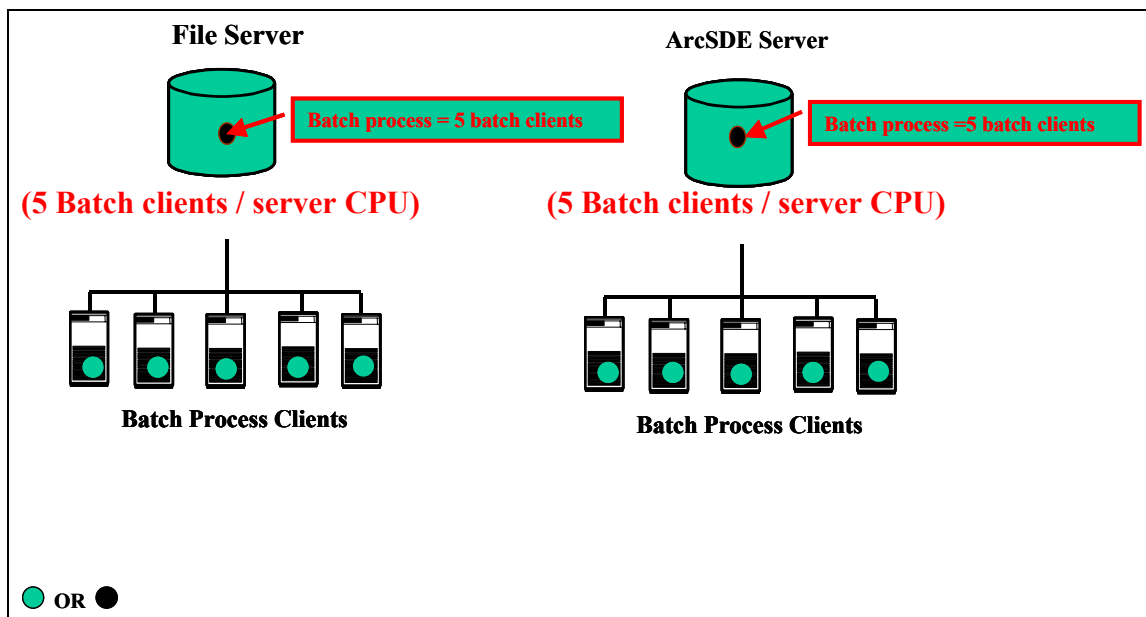 File Server
Batch process = 5 batch clients
(5 Batch clients / server CPU)
Batch Process Clients
ArcSDE Server
Batch process =5 batch clients
(5 Batch clients / server CPU)
Batch Process Clients
OR